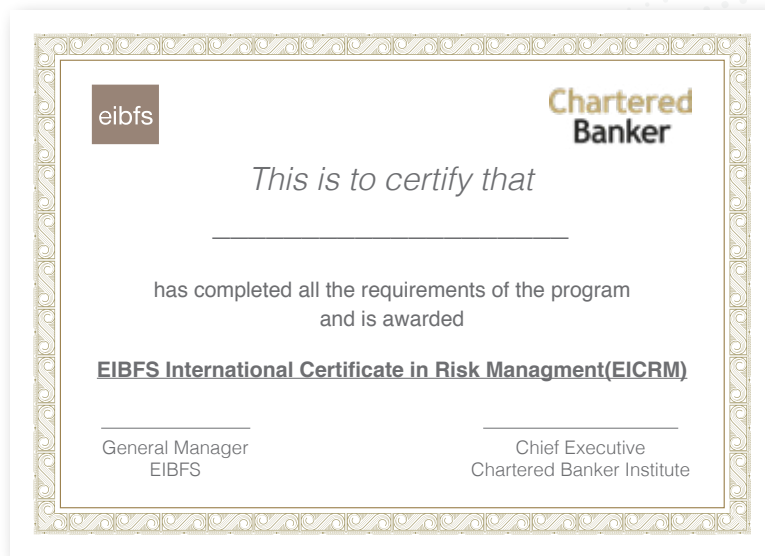 eibfs
Chartered
Banker
This is to certify that
has completed all the requirements of the program
and is awarded
EIBFS International Certificate in Risk Managment(EICRM)
General Manager
EIBFS
Chief Executive
Chartered Banker Institute